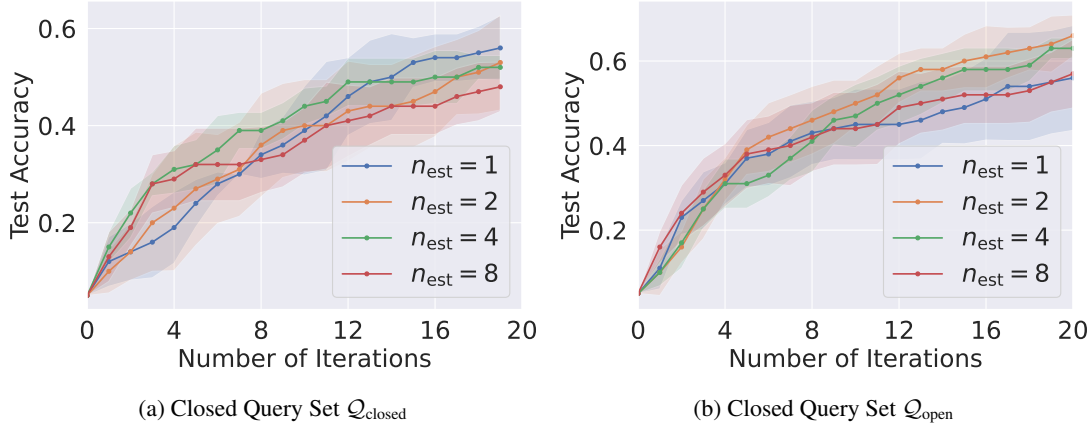 Test Accuracy
0.6
0.4
0.2
0 4 8 12 16 20
Number of Iterations
n_est = 1
n_est = 2
n_est = 4
n_est = 8
(a) Closed Query Set Q_closed
Test Accuracy
0.6
0.4
0.2
0 4 8 12 16 20
Number of Iterations
n_est = 1
n_est = 2
n_est = 4
n_est = 8
(b) Closed Query Set Q_open